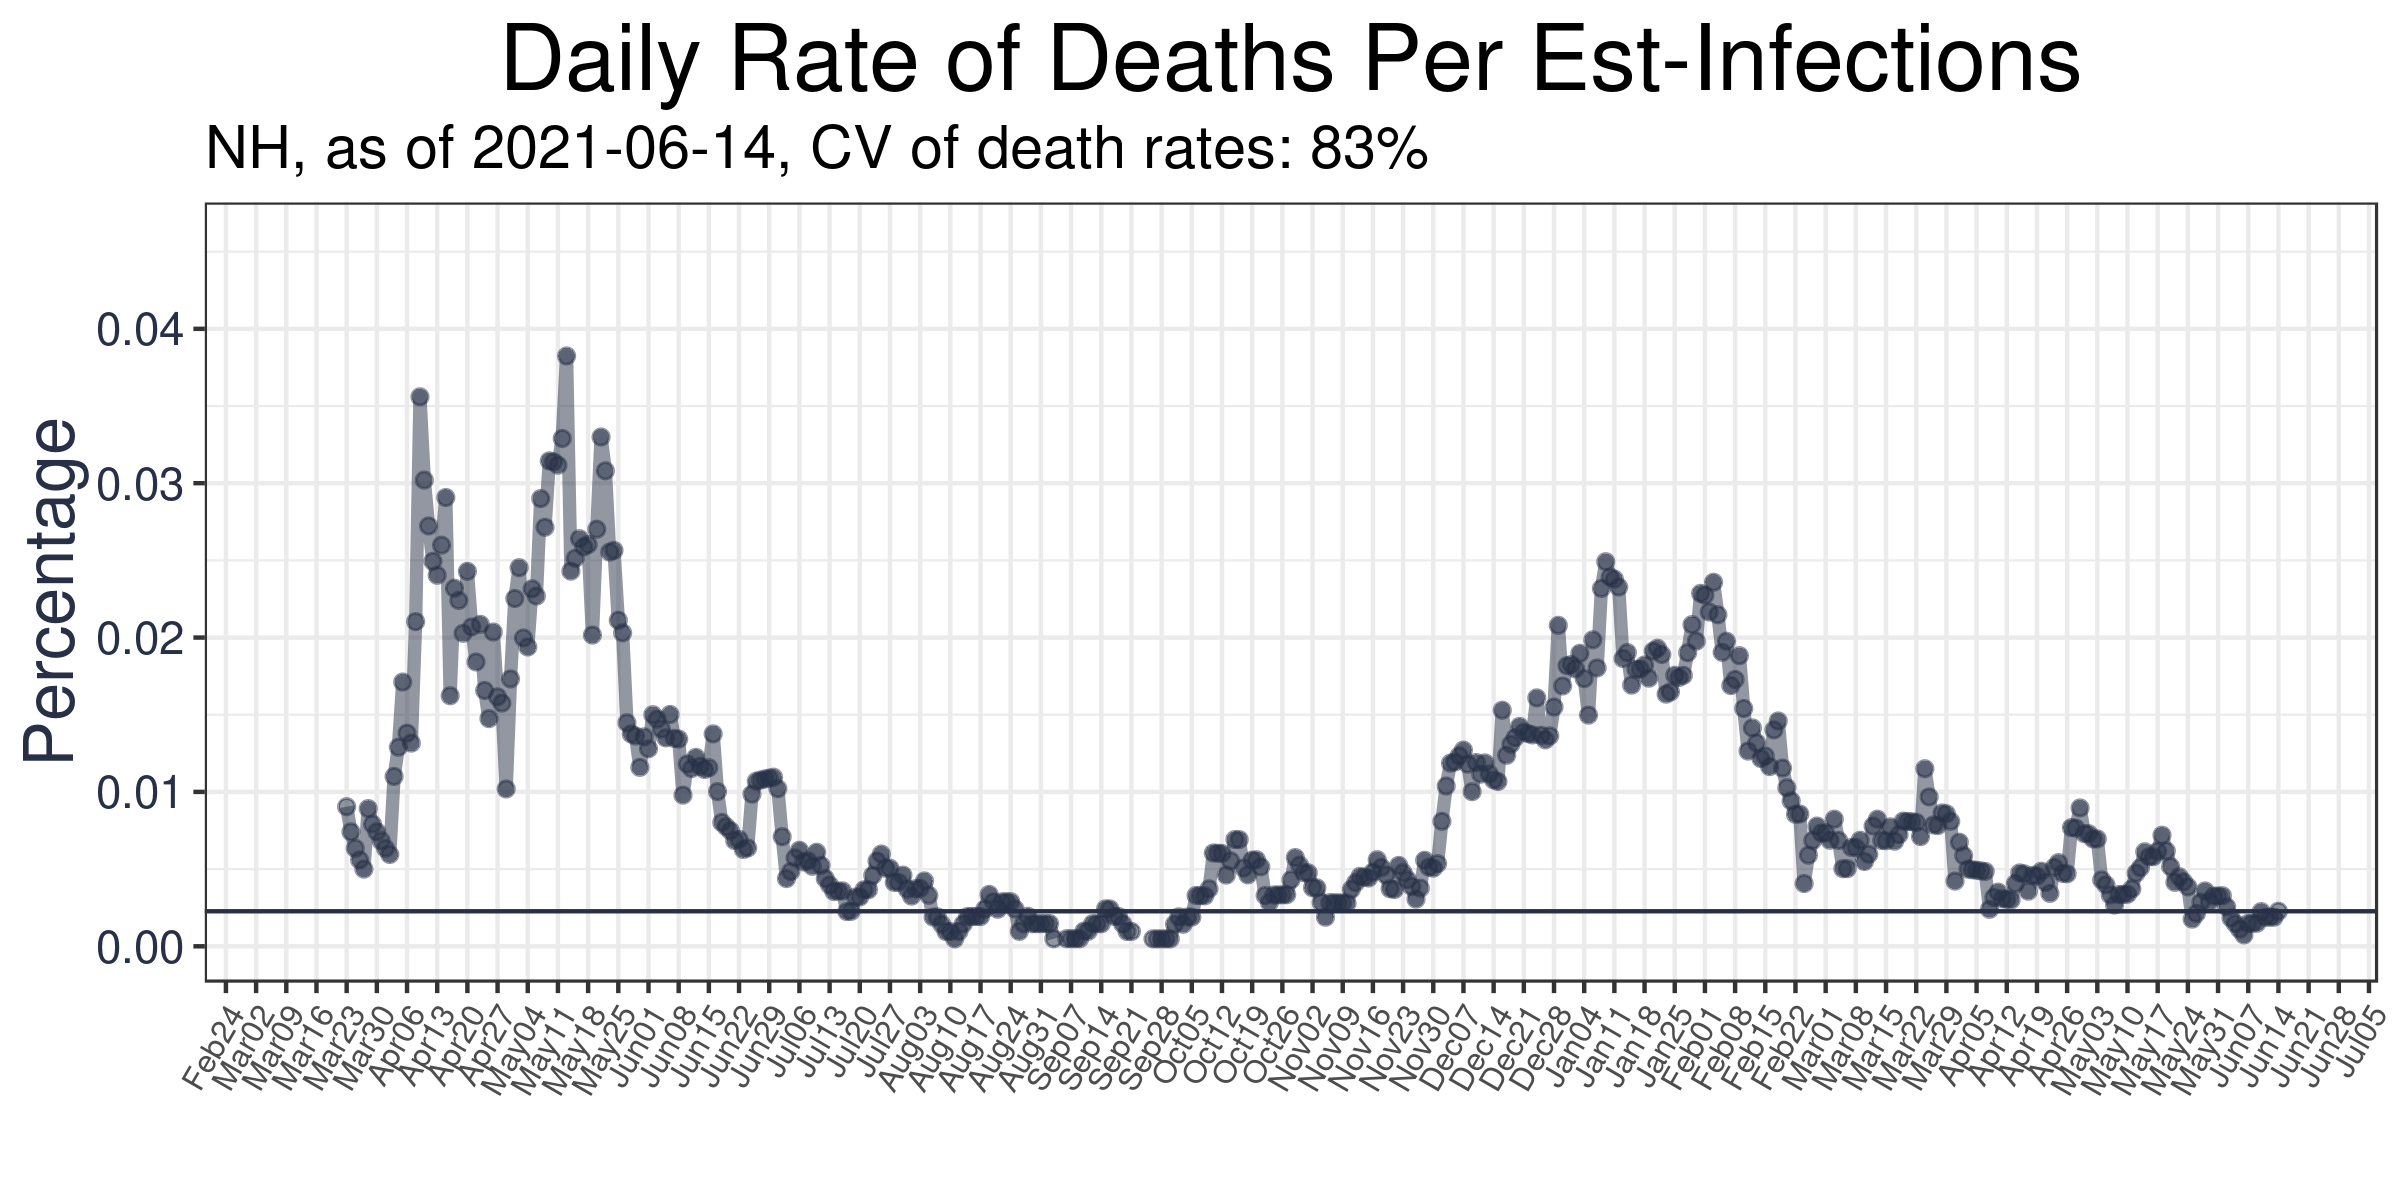 Daily Rate of Deaths Per Est-Infections
NH, as of 2021-06-14, CV of death rates: 83%
Percentage
0.04
0.03
0.02
0.01
0.00
Feb24
Mar02
Mar09
Mar16
Mar23
Mar30
Apr06
Apr13
Apr20
Apr27
May04
May11
May18
May25
Jun01
Jun08
Jun15
Jun22
Jun29
Jul06
Jul13
Jul20
Jul27
Aug03
Aug10
Aug17
Aug24
Aug31
Sep07
Sep14
Sep21
Sep28
Oct05
Oct12
Oct19
Oct26
Nov02
Nov09
Nov16
Nov23
Nov30
Dec07
Dec14
Dec21
Dec28
Jan04
Jan11
Jan18
Jan25
Feb01
Feb08
Feb15
Feb22
Mar01
Mar08
Mar15
Mar22
Mar29
Apr05
Apr12
Apr19
Apr26
May03
May10
May17
May24
May31
Jun07
Jun14
Jun21
Jun28
Jul05